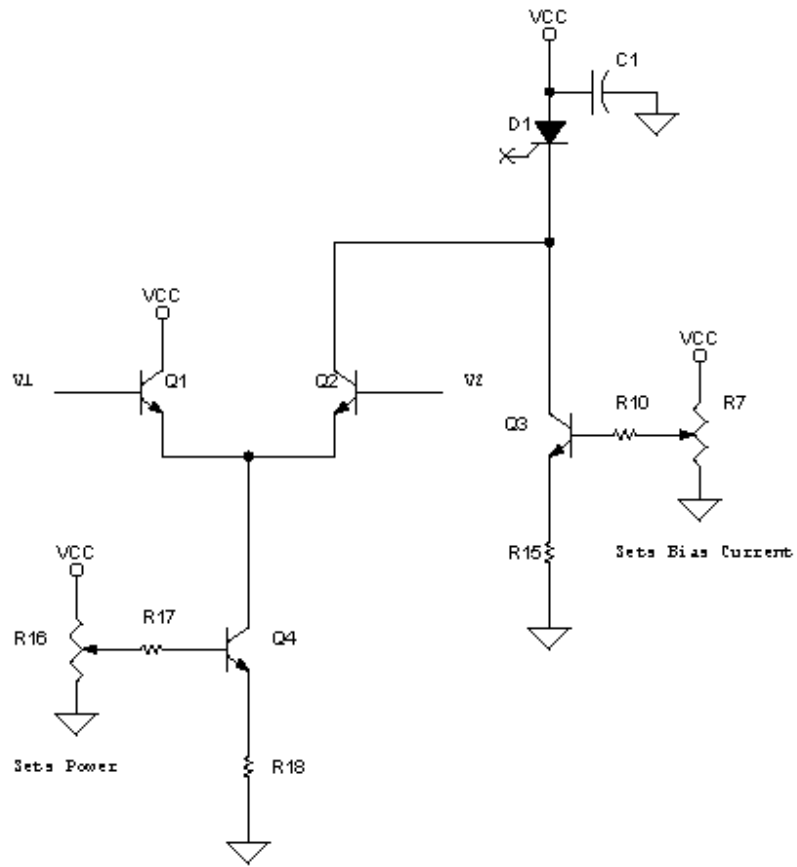 VCC
C1
D1
VCC
VCC
V1
Q1
Q2
V2
R10
R7
Q3
VCC
R15
Sets Bias Current
R17
R16
Q4
Sets Power
R18